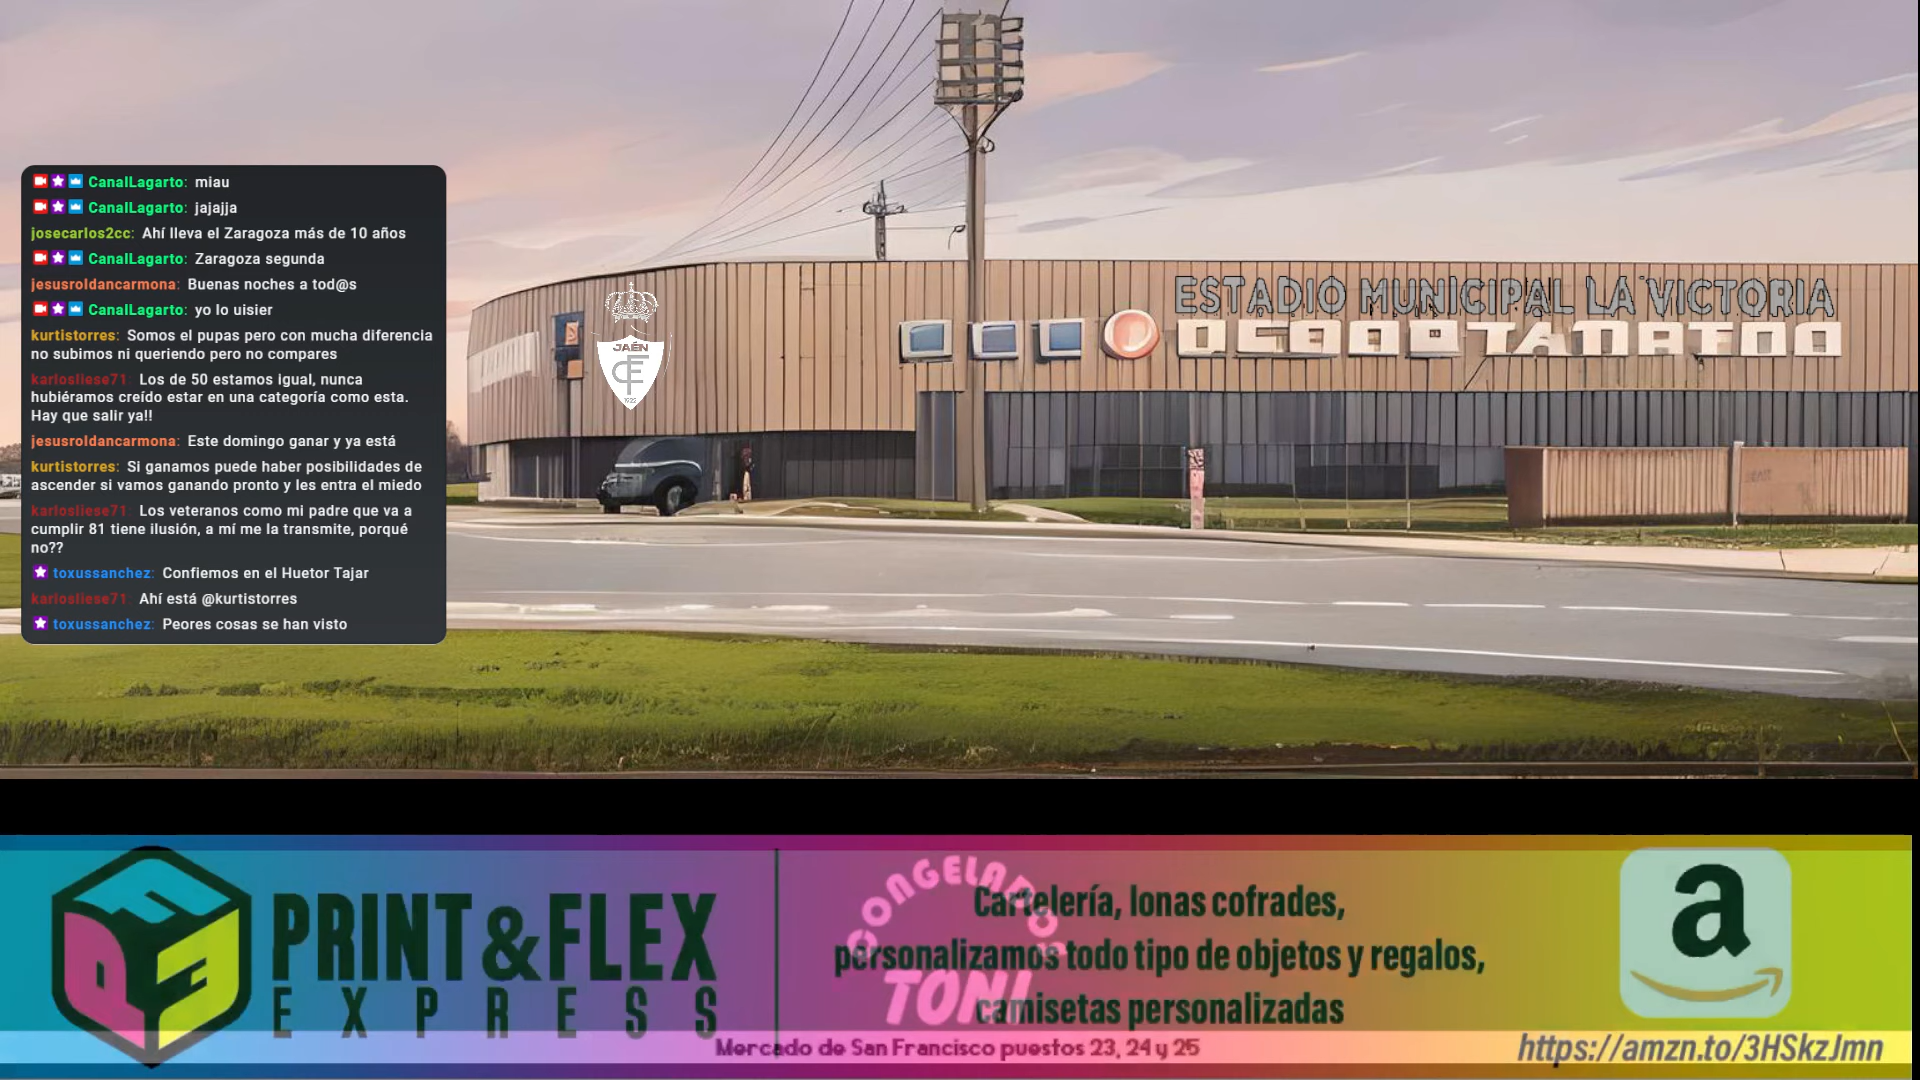 CanalLagarto: miau
CanalLagarto: jajajja
josecarlos2cc: Ahí lleva el Zaragoza más de 10 años
CanalLagarto: Zaragoza segunda
jesusroldancarmona: Buenas noches a tod@s
CanalLagarto: yo lo uisier
kurtistorres: Somos el pupas pero con mucha diferencia
no subimos ni queriendo pero no compares
karlosliese71: Los de 50 estamos igual, nunca
hubiéramos creído estar en una categoría como esta.
Hay que salir ya!!
jesusroldancarmona: Este domingo ganar y ya está
kurtistorres: Si ganamos puede haber posibilidades de
ascender si vamos ganando pronto y les entra el miedo
karlosliese71: Los veteranos como mi padre que va a
cumplir 81 tiene ilusión, a mí me la transmite, porqué
no??
toxussanchez: Confiemos en el Huetor Tajar
karlosliese71: Ahí está @kurtistorres
toxussanchez: Peores cosas se han visto
JAÉN
CF
1922
ESTADIO MUNICIPAL LA VICTORIA
PRINT&FLEX
EXPRESS
CONGELADOS
TONI
Cartelería, lonas cofrades,
personalizamos todo tipo de objetos y regalos,
camisetas personalizadas
Mercado de San Francisco puestos 23, 24 y 25
a
https://amzn.to/3HSkzJmn